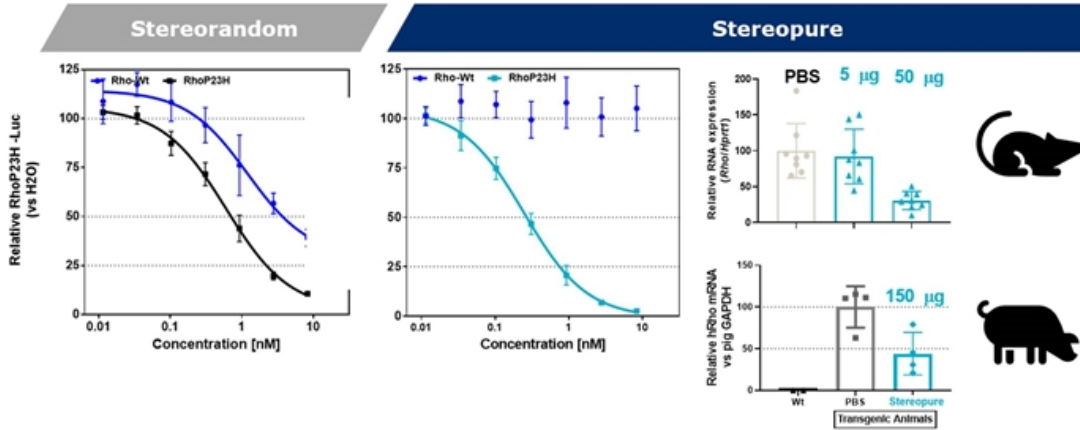 Stereorandom
Stereopure
Relative RhoP23H -Luc
(vs H2O)
125
100
75
50
25
0
Rho-Wt
RhoP23H
0.01
0.1
1
10
Concentration [nM]
125
100
75
50
25
0
Rho-Wt
RhoP23H
0.01
0.1
1
10
Concentration [nM]
PBS
5 µg
50 µg
Relative RNA expression
(Rho/Hprt1)
200
150
100
50
0
Relative hRho mRNA
vs pig GAPDH
150
100
50
0
150 µg
Wt
PBS
Stereopure
Transgenic Animals